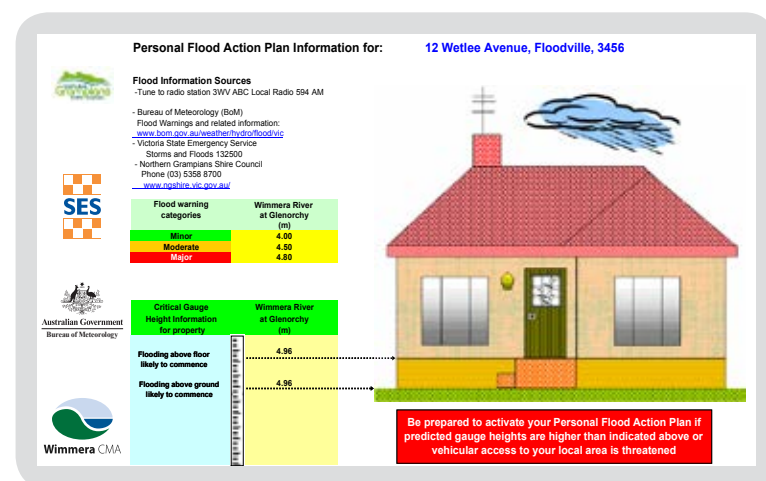 Personal Flood Action Plan Information for: 12 Wetlee Avenue, Floodville, 3456
Flood Information Sources
-Tune to radio station 3WV ABC Local Radio 594 AM
- Bureau of Meteorology (BoM)
Flood Warnings and related information:
www.bom.gov.au/weather/hydro/flood/vic
- Victoria State Emergency Service
Storms and Floods 132500
- Northern Grampians Shire Council
Phone (03) 5358 8700
www.ngshire.vic.gov.au/
Flood warning categories
Wimmera River at Glenorchy (m)
Minor 4.00
Moderate 4.50
Major 4.80
Critical Gauge Height Information for property
Wimmera River at Glenorchy (m)
Flooding above floor likely to commence
4.96
Flooding above ground likely to commence
4.96
Grampians
SES
Australian Government
Bureau of Meteorology
Wimmera CMA
Be prepared to activate your Personal Flood Action Plan if
predicted gauge heights are higher than indicated above or
vehicular access to your local area is threatened